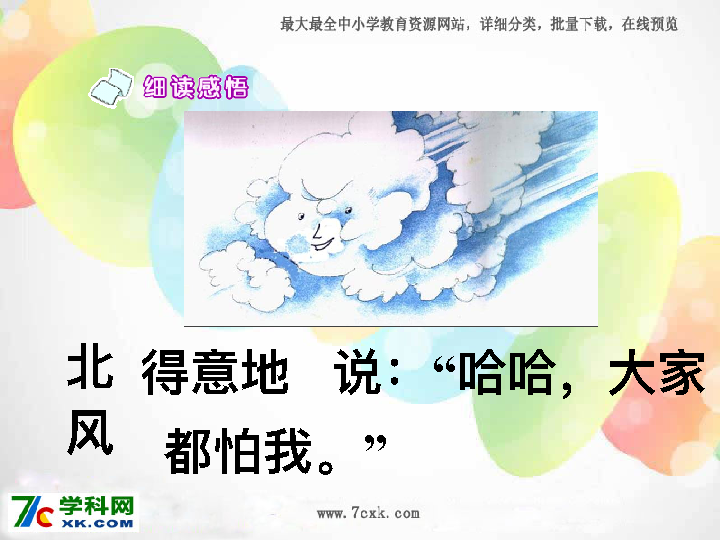 最大最全中小学教育资源网站，详细分类，批量下载，在线预览
细读感悟
北风 得意地 说：“哈哈，大家
都怕我。”
7C 学科网
XK.COM
www.7cxk.com